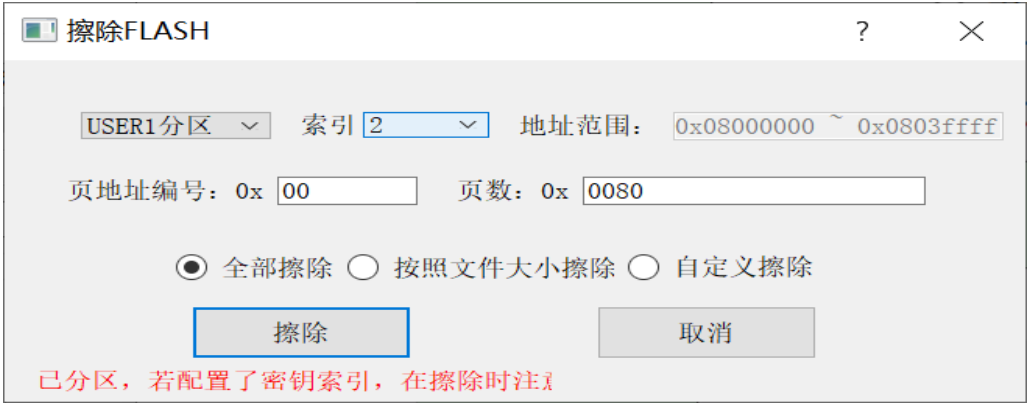 擦除FLASH ?
USER1分区 索引 2 地址范围： 0x08000000 ~ 0x0803ffff
页地址编号：0x 00 页数：0x 0080
全部擦除 按照文件大小擦除 自定义擦除
擦除 取消
已分区，若配置了密钥索引，在擦除时注